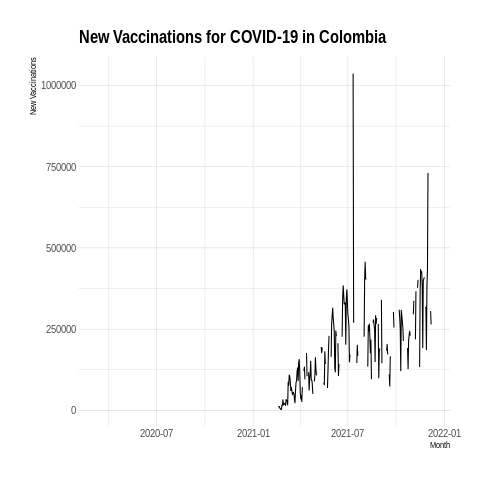 New Vaccinations for COVID-19 in Colombia
New Vaccinations
1000000
750000
500000
250000
0
2020-07 2021-01 2021-07 2022-01
Month